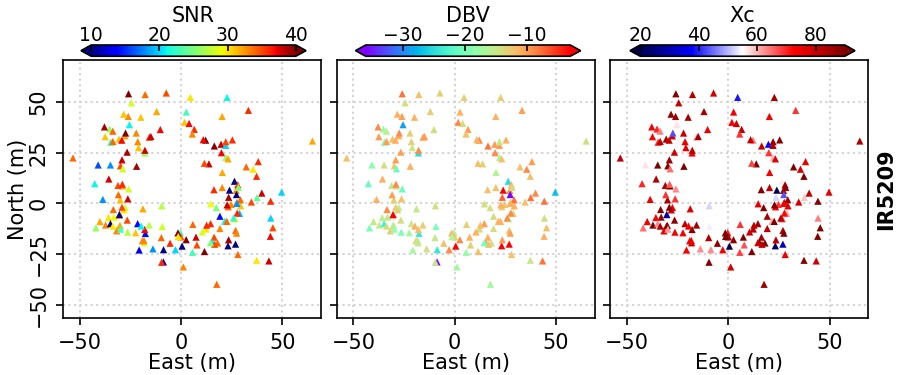 SNR DBV Xc
10 20 30 40 −30 −20 −10 20 40 60 80
50
25
0
−25
−50
North (m)
−50 0 50 −50 0 50 −50 0 50
East (m) East (m) East (m)
IR5209